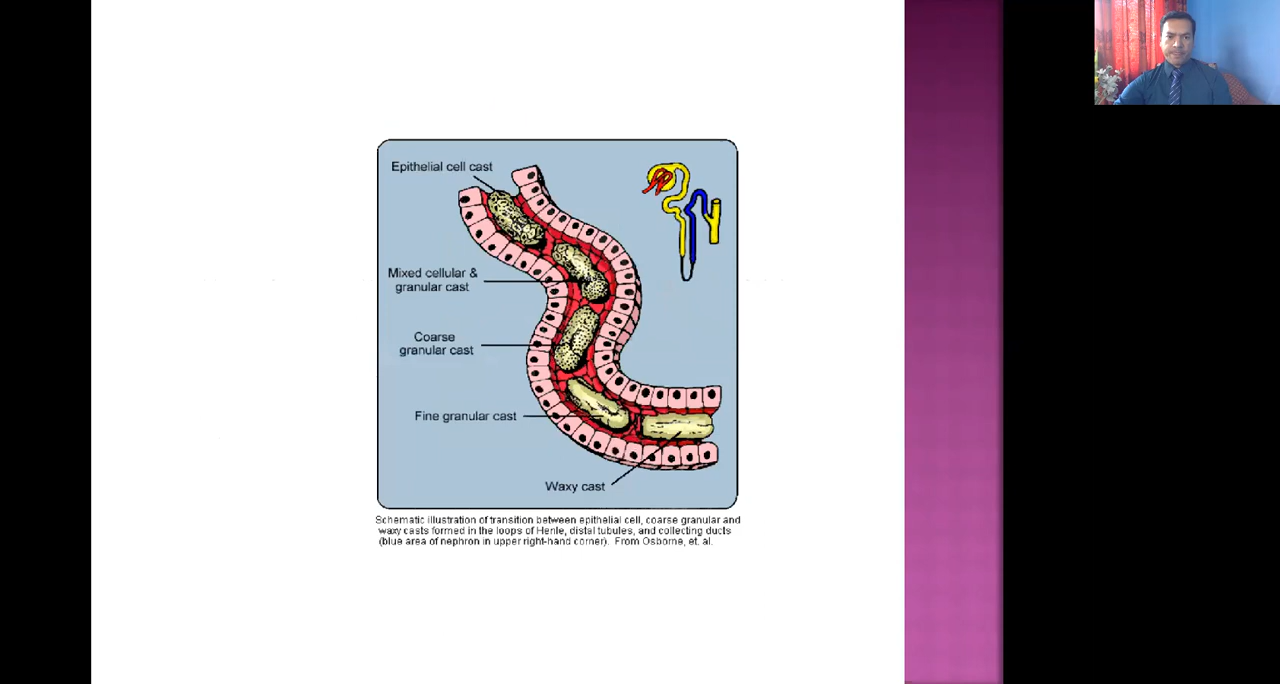 Epithelial cell cast
Mixed cellular &
granular cast
Coarse
granular cast
Fine granular cast
Waxy cast
Schematic illustration of transition between epithelial cell, coarse granular and
waxy casts formed in the loops of Henle, distal tubules, and collecting ducts
(blue area of nephron in upper right-hand corner).  From Osborne, et. al.